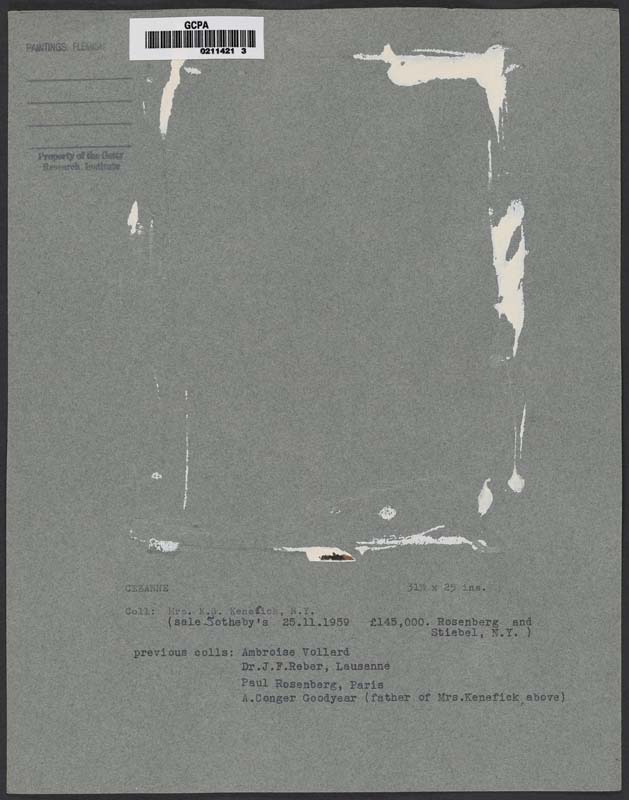 GCPA
0211421 3
PAINTINGS: FLEMISH
Property of the Getty
Research Institute
CEZANNE 31½ x 25 ins.
Coll: Mrs. K.G. Kenefick, N.Y.
(sale Sotheby's 25.11.1959 £145,000. Rosenberg and
Stiebel, N.Y. )
previous colls: Ambroise Vollard
Dr.J.F.Reber, Lausanne
Paul Rosenberg, Paris
A.Conger Goodyear (father of Mrs.Kenefick, above)